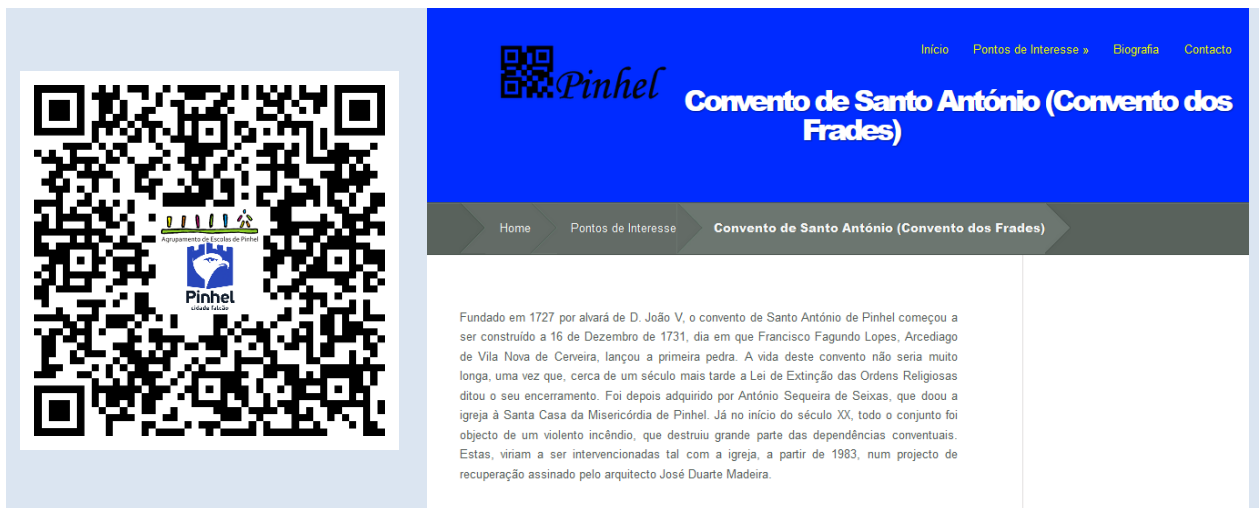 Agrupamento de Escolas de Pinhel
Pinhel
cidade falcão
Pinhel
Início Pontos de Interesse » Biografia Contacto
Convento de Santo António (Convento dos
Frades)
Home Pontos de Interesse Convento de Santo António (Convento dos Frades)
Fundado em 1727 por alvará de D. João V, o convento de Santo António de Pinhel começou a
ser construído a 16 de Dezembro de 1731, dia em que Francisco Fagundo Lopes, Arcediago
de Vila Nova de Cerveira, lançou a primeira pedra. A vida deste convento não seria muito
longa, uma vez que, cerca de um século mais tarde a Lei de Extinção das Ordens Religiosas
ditou o seu encerramento. Foi depois adquirido por António Sequeira de Seixas, que doou a
igreja à Santa Casa da Misericórdia de Pinhel. Já no início do século XX, todo o conjunto foi
objecto de um violento incêndio, que destruiu grande parte das dependências conventuais.
Estas, viriam a ser intervencionadas tal com a igreja, a partir de 1983, num projecto de
recuperação assinado pelo arquitecto José Duarte Madeira.